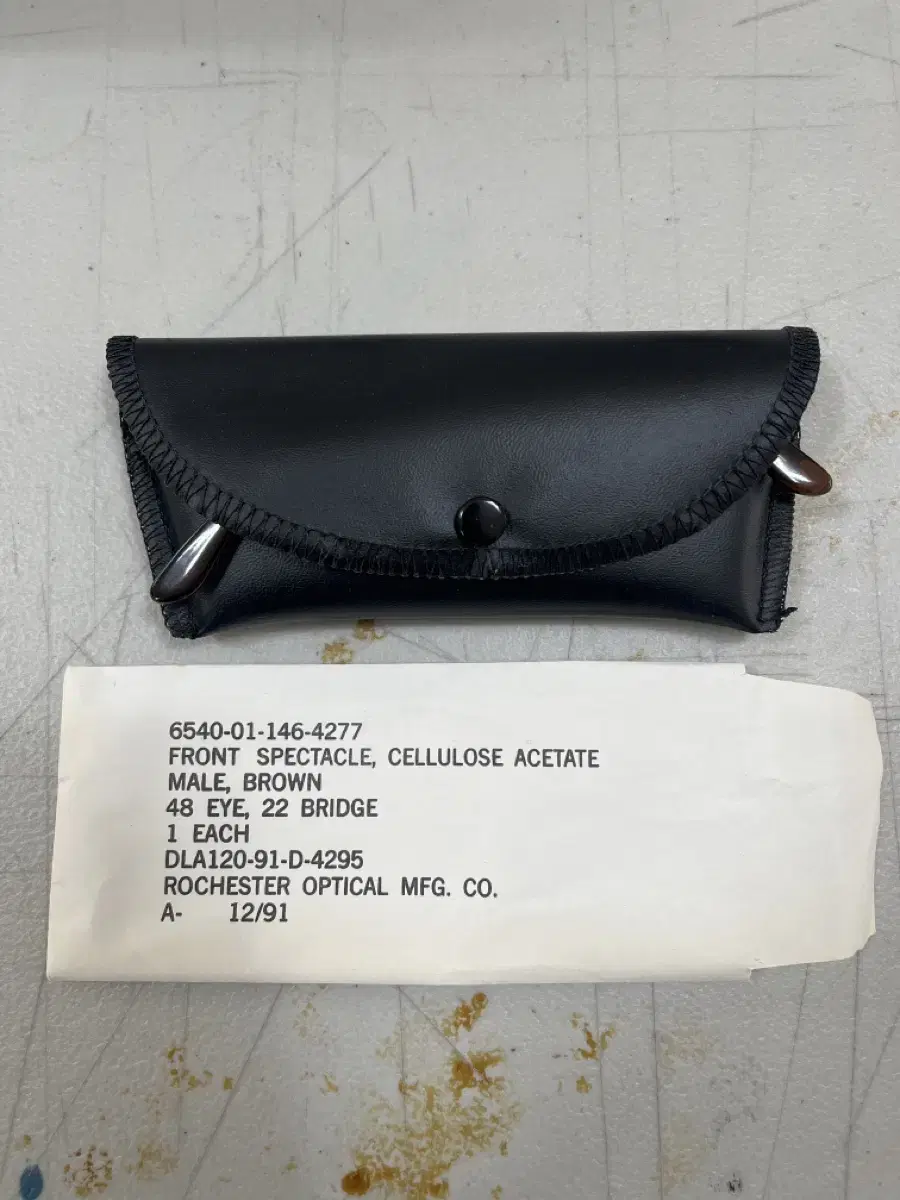 6540-01-146-4277
FRONT SPECTACLE, CELLULOSE ACETATE
MALE, BROWN
48 EYE, 22 BRIDGE
1 EACH
DLA120-91-D-4295
ROCHESTER OPTICAL MFG. CO.
A- 12/91